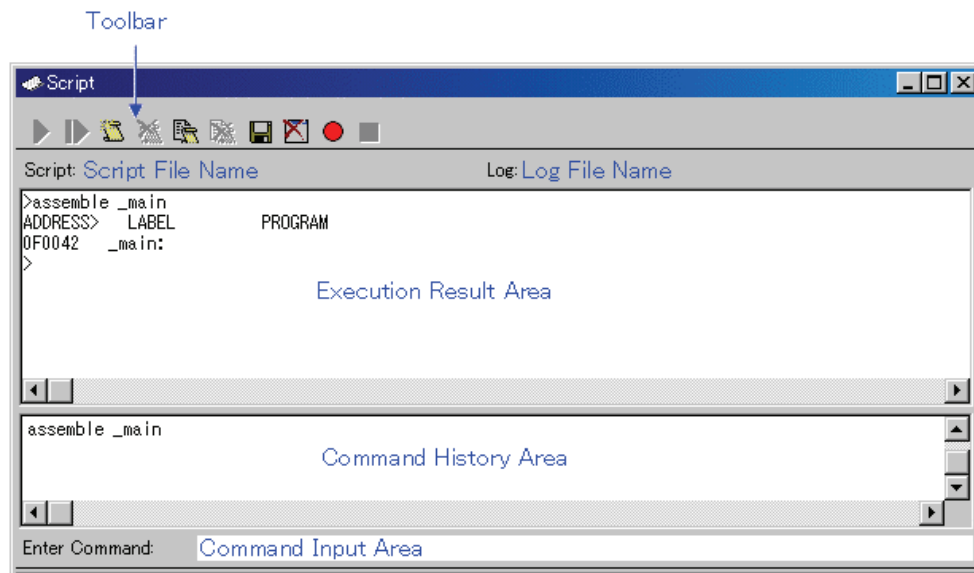 Toolbar
Script
Script: Script File Name Log: Log File Name
>assemble _main
ADDRESS> LABEL PROGRAM
0F0042 _main:
>
Execution Result Area
assemble _main
Command History Area
Enter Command: Command Input Area